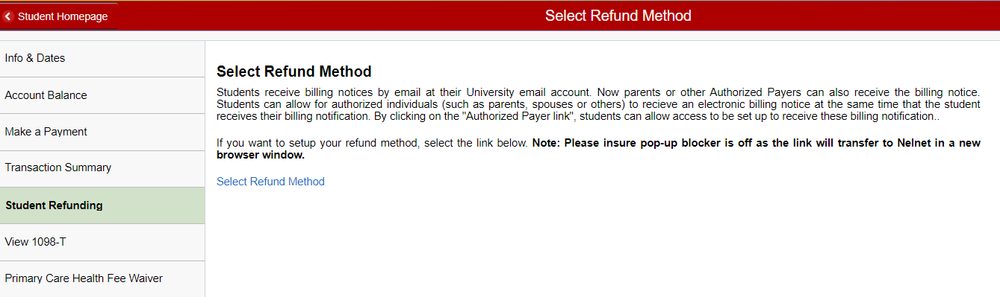 Student Homepage
Select Refund Method
Info & Dates
Account Balance
Make a Payment
Transaction Summary
Student Refunding
View 1098-T
Primary Care Health Fee Waiver
Select Refund Method
Students receive billing notices by email at their University email account. Now parents or other Authorized Payers can also receive the billing notice.
Students can allow for authorized individuals (such as parents, spouses or others) to recieve an electronic billing notice at the same time that the student
receives their billing notification. By clicking on the "Authorized Payer link", students can allow access to be set up to receive these billing notification..
If you want to setup your refund method, select the link below. Note: Please insure pop-up blocker is off as the link will transfer to Nelnet in a new
browser window.
Select Refund Method